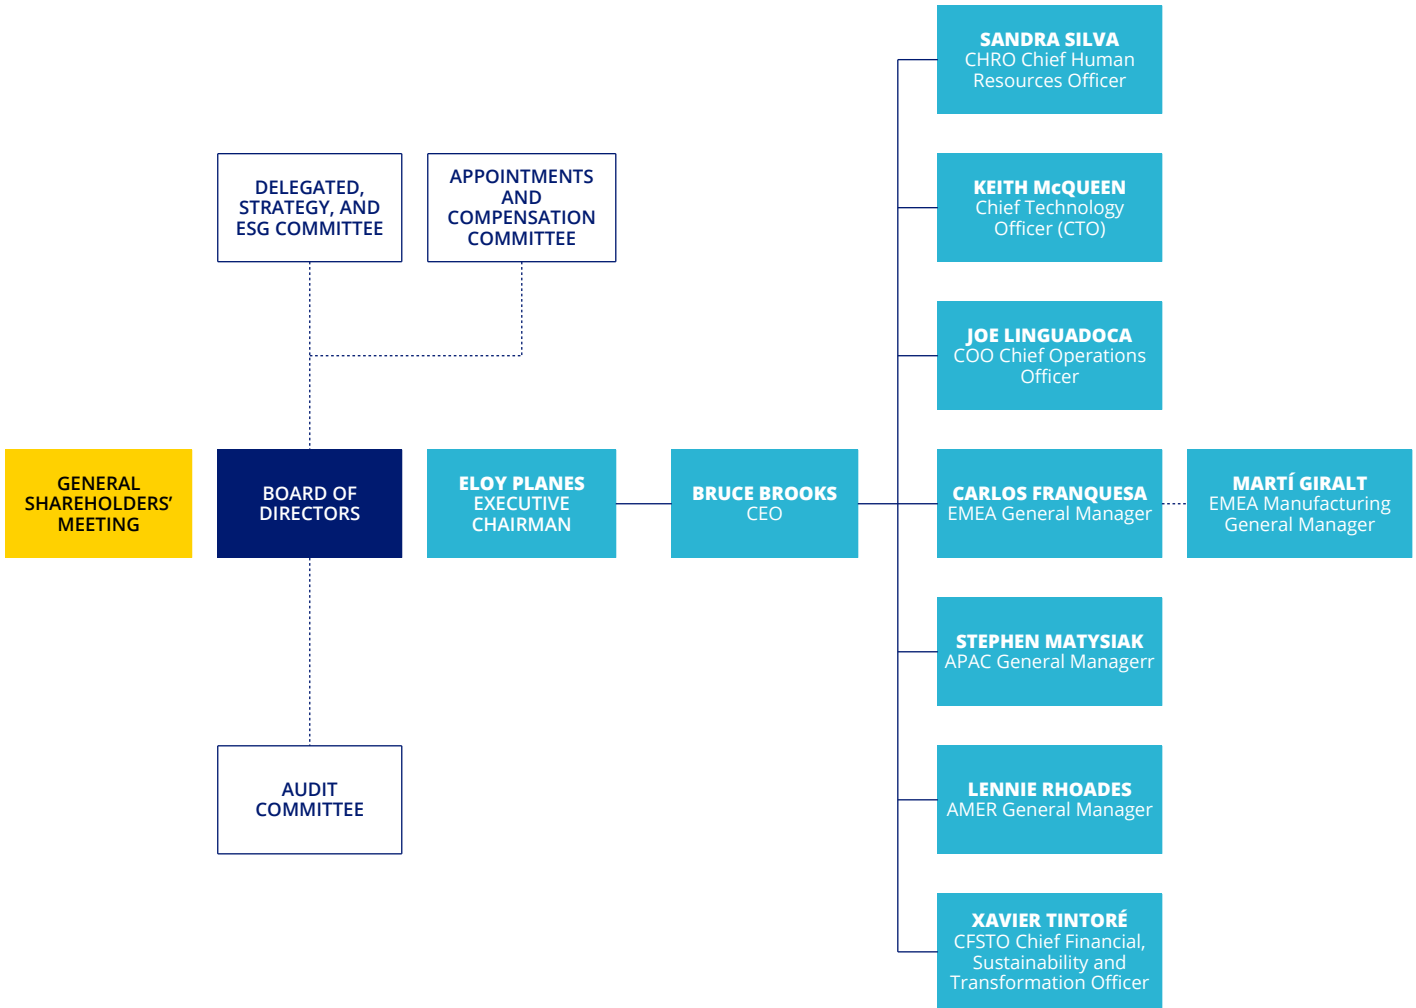 SANDRA SILVA
CHRO Chief Human
Resources Officer
DELEGATED,
STRATEGY, AND
ESG COMMITTEE
APPOINTMENTS
AND
COMPENSATION
COMMITTEE
KEITH McQUEEN
Chief Technology
Officer (CTO)
JOE LINGUADOCA
COO Chief Operations
Officer
GENERAL
SHAREHOLDERS’
MEETING
BOARD OF
DIRECTORS
ELOY PLANES
EXECUTIVE
CHAIRMAN
BRUCE BROOKS
CEO
CARLOS FRANQUESA
EMEA General Manager
MARTÍ GIRALT
EMEA Manufacturing
General Manager
STEPHEN MATYSIAK
APAC General Managerr
AUDIT
COMMITTEE
LENNIE RHOADES
AMER General Manager
XAVIER TINTORÉ
CFSTO Chief Financial,
Sustainability and
Transformation Officer